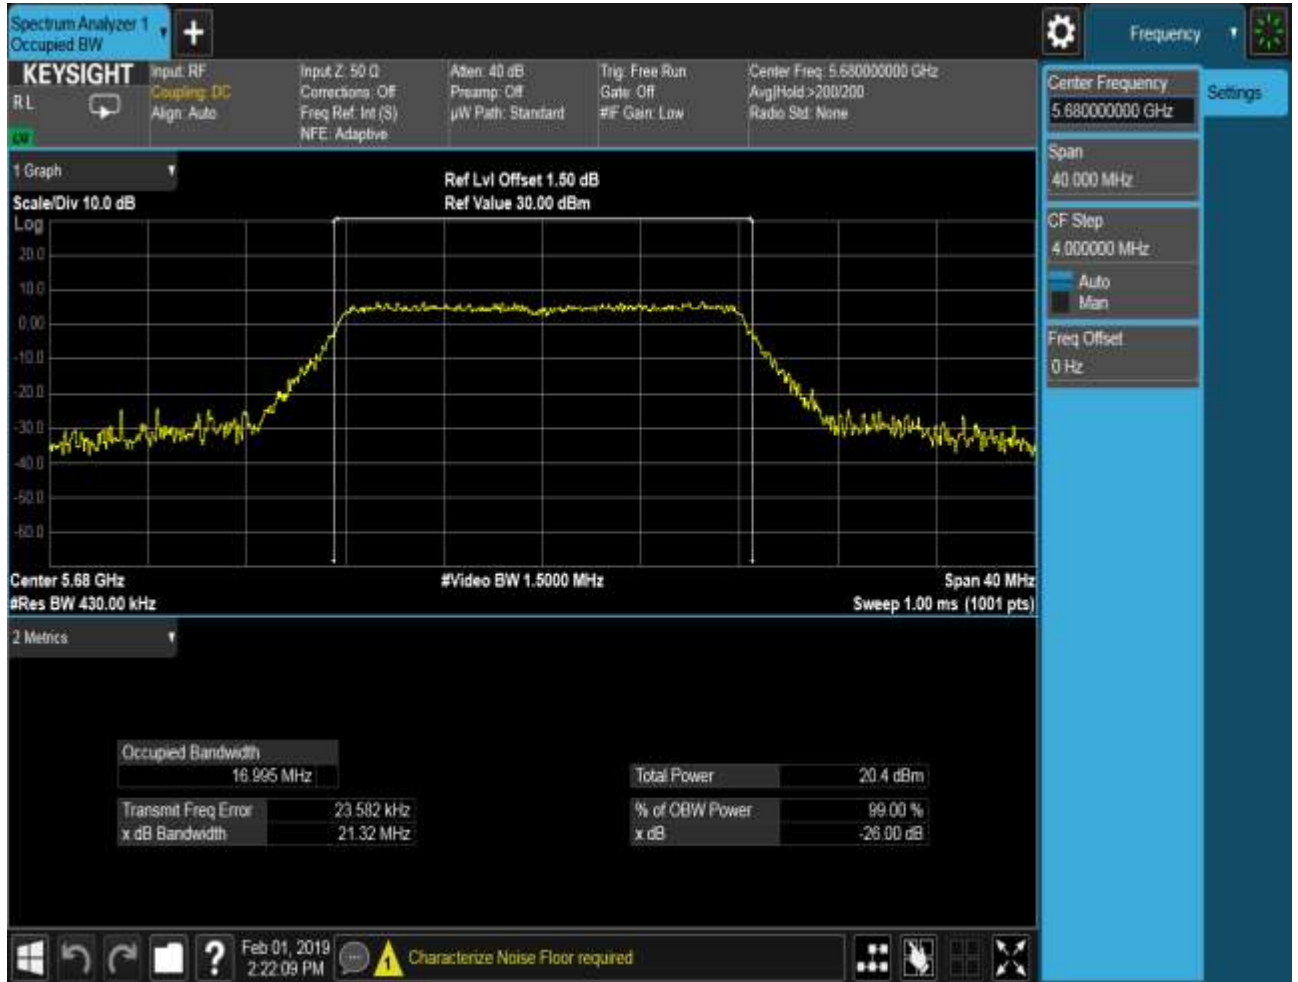 Spectrum Analyzer 1
Occupied BW
Frequency
KEYSIGHT
R L
Input: RF
Coupling: DC
Align: Auto
Input Z: 50 Ω
Corrections: Off
Freq Ref: Int (S)
NFE: Adaptive
Atten: 40 dB
Preamp: Off
µW Path: Standard
Trig: Free Run
Gate: Off
#IF Gain: Low
Center Freq: 5.680000000 GHz
Avg|Hold:>200/200
Radio Std: None
Center Frequency
5.680000000 GHz
Settings
Span
40.000 MHz
CF Step
4.000000 MHz
Auto
Man
Freq Offset
0 Hz
1 Graph
Scale/Div 10.0 dB
Ref Lvl Offset 1.50 dB
Ref Value 30.00 dBm
Log
20.0
10.0
0.00
-10.0
-20.0
-30.0
-40.0
-50.0
-60.0
Center 5.68 GHz
#Video BW 1.5000 MHz
Span 40 MHz
#Res BW 430.00 kHz
Sweep 1.00 ms (1001 pts)
2 Metrics
Occupied Bandwidth
16.995 MHz
Total Power 20.4 dBm
Transmit Freq Error 23.582 kHz
% of OBW Power 99.00 %
x dB Bandwidth 21.32 MHz
x dB -26.00 dB
?
Feb 01, 2019
2:22:09 PM
1
Characterize Noise Floor required